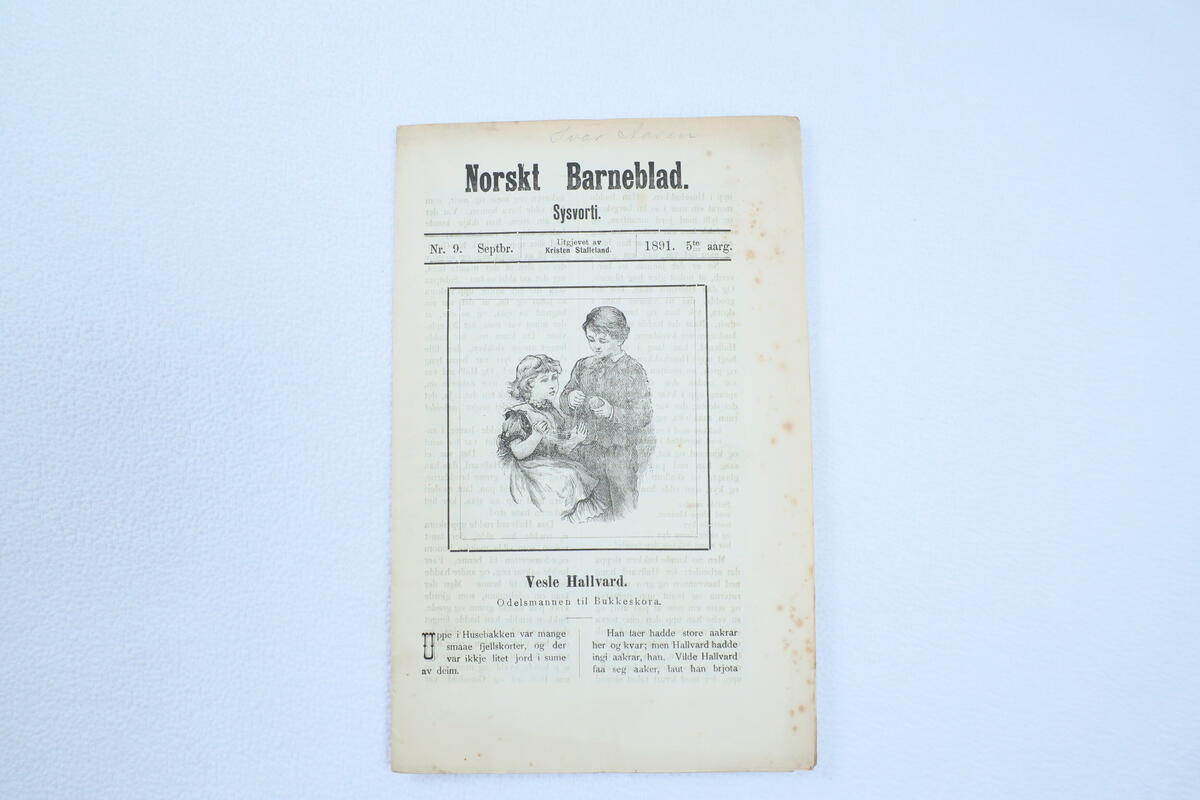 Norskt Barneblad.
Sysvorti.
Nr. 9. Septbr.
Utgjevet av
Kristen Stalleland.
1891. 5te aarg.
Vesle Hallvard.
Odelsmannen til Bukkeskora.
Uppe i Husebakken var mange
smaae fjellskorter, og der
var ikkje litet jord i sume
av deim.
Han faer hadde store aakrar
her og kvar; men Hallvard hadde
ingi aakrar, han. Vilde Hallvard
faa seg aaker, laut han brjota